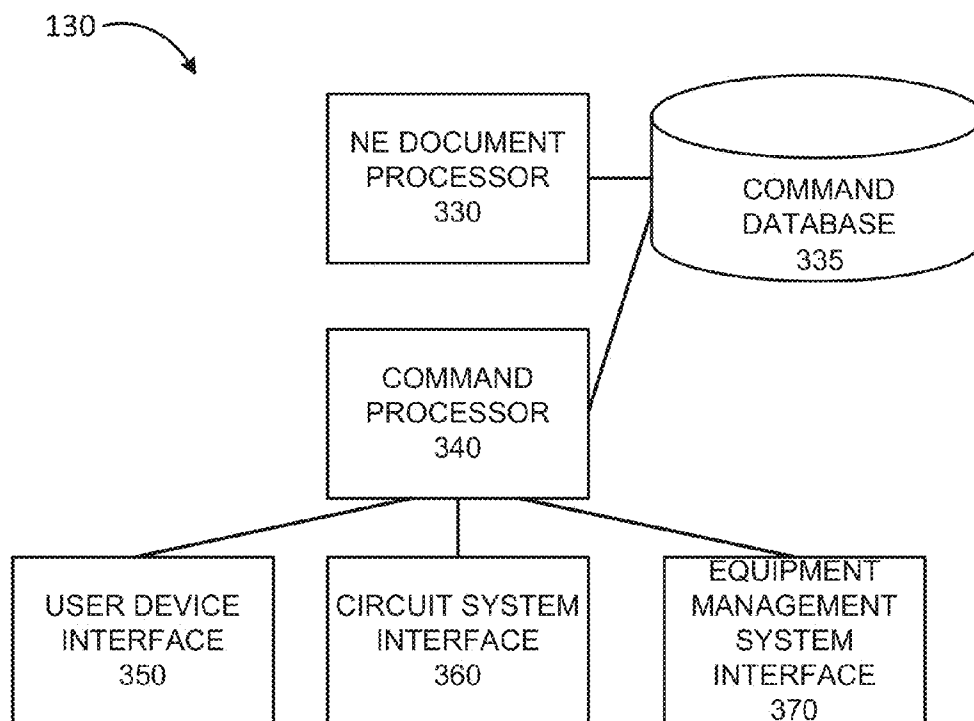 130
NE DOCUMENT
PROCESSOR
330
COMMAND
DATABASE
335
COMMAND
PROCESSOR
340
USER DEVICE
INTERFACE
350
CIRCUIT SYSTEM
INTERFACE
360
EQUIPMENT
MANAGEMENT
SYSTEM
INTERFACE
370